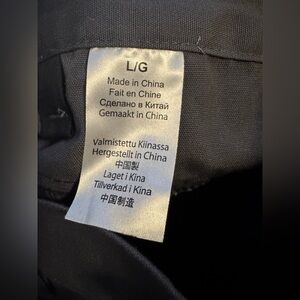 L/G
Made in China
Fait en Chine
Сделано в Китай
Gemaakt in China
Valmistettu Kiinassa
Hergestellt in China
中国製
Laget i Kina
Tillverkad i Kina
中国制造